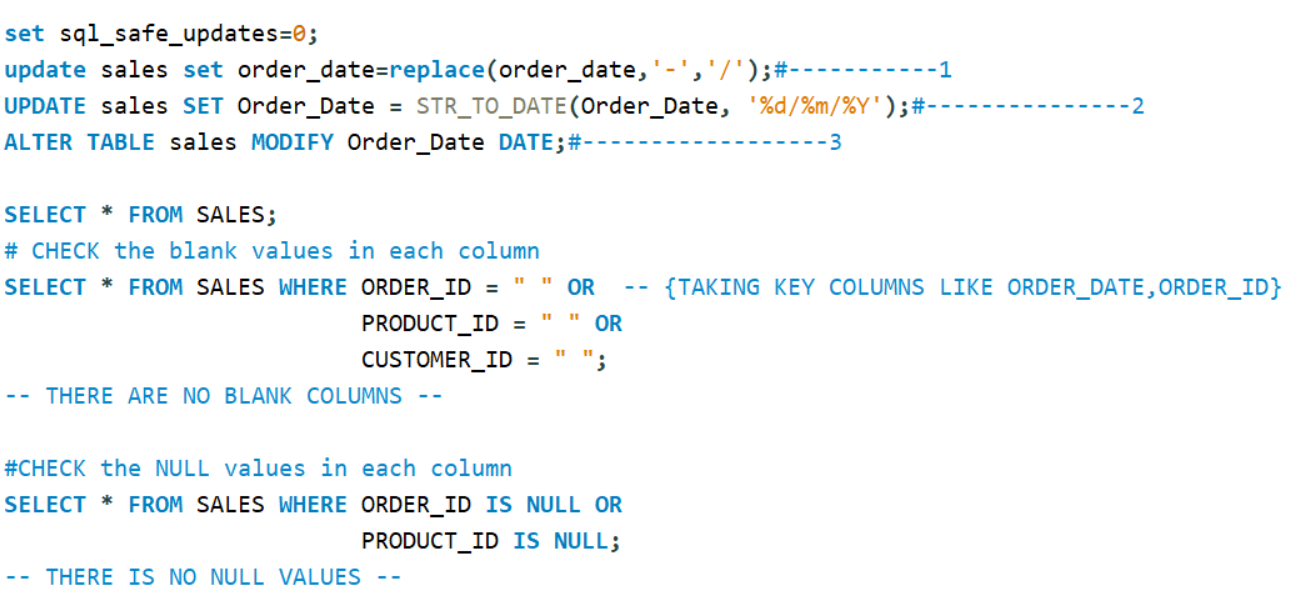 set sql_safe_updates=0;
update sales set order_date=replace(order_date,'-','/');#-----------1
UPDATE sales SET Order_Date = STR_TO_DATE(Order_Date, '%d/%m/%Y');#---------------2
ALTER TABLE sales MODIFY Order_Date DATE;#------------------3
SELECT * FROM SALES;
# CHECK the blank values in each column
SELECT * FROM SALES WHERE ORDER_ID = " " OR  -- {TAKING KEY COLUMNS LIKE ORDER_DATE,ORDER_ID}
PRODUCT_ID = " " OR
CUSTOMER_ID = " ";
-- THERE ARE NO BLANK COLUMNS --
#CHECK the NULL values in each column
SELECT * FROM SALES WHERE ORDER_ID IS NULL OR
PRODUCT_ID IS NULL;
-- THERE IS NO NULL VALUES --